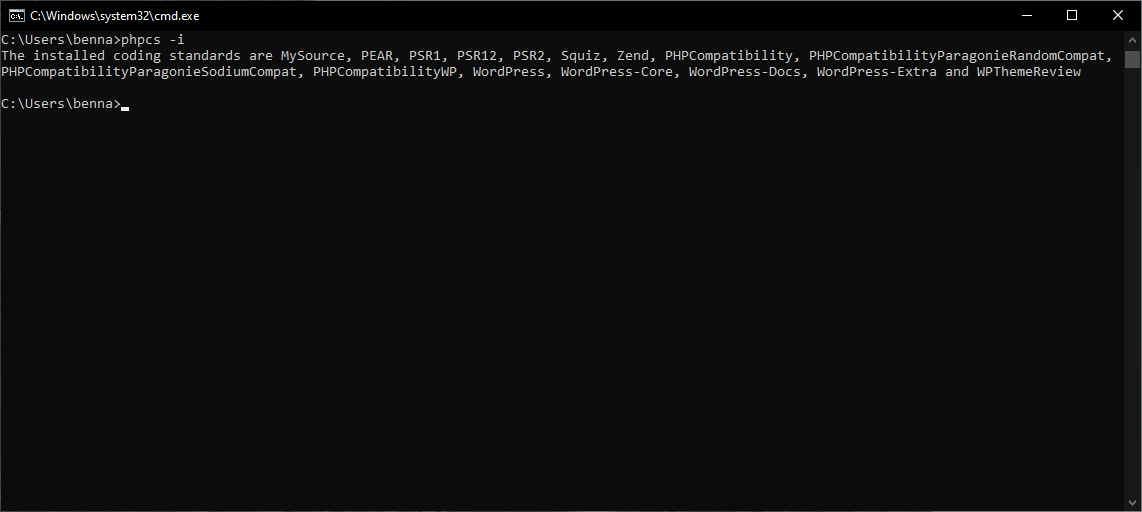 C:\Windows\system32\cmd.exe
C:\Users\benna>phpcs -i
The installed coding standards are MySource, PEAR, PSR1, PSR12, PSR2, Squiz, Zend, PHPCompatibility, PHPCompatibilityParagonieRandomCompat,
PHPCompatibilityParagonieSodiumCompat, PHPCompatibilityWP, WordPress, WordPress-Core, WordPress-Docs, WordPress-Extra and WPThemeReview
C:\Users\benna>